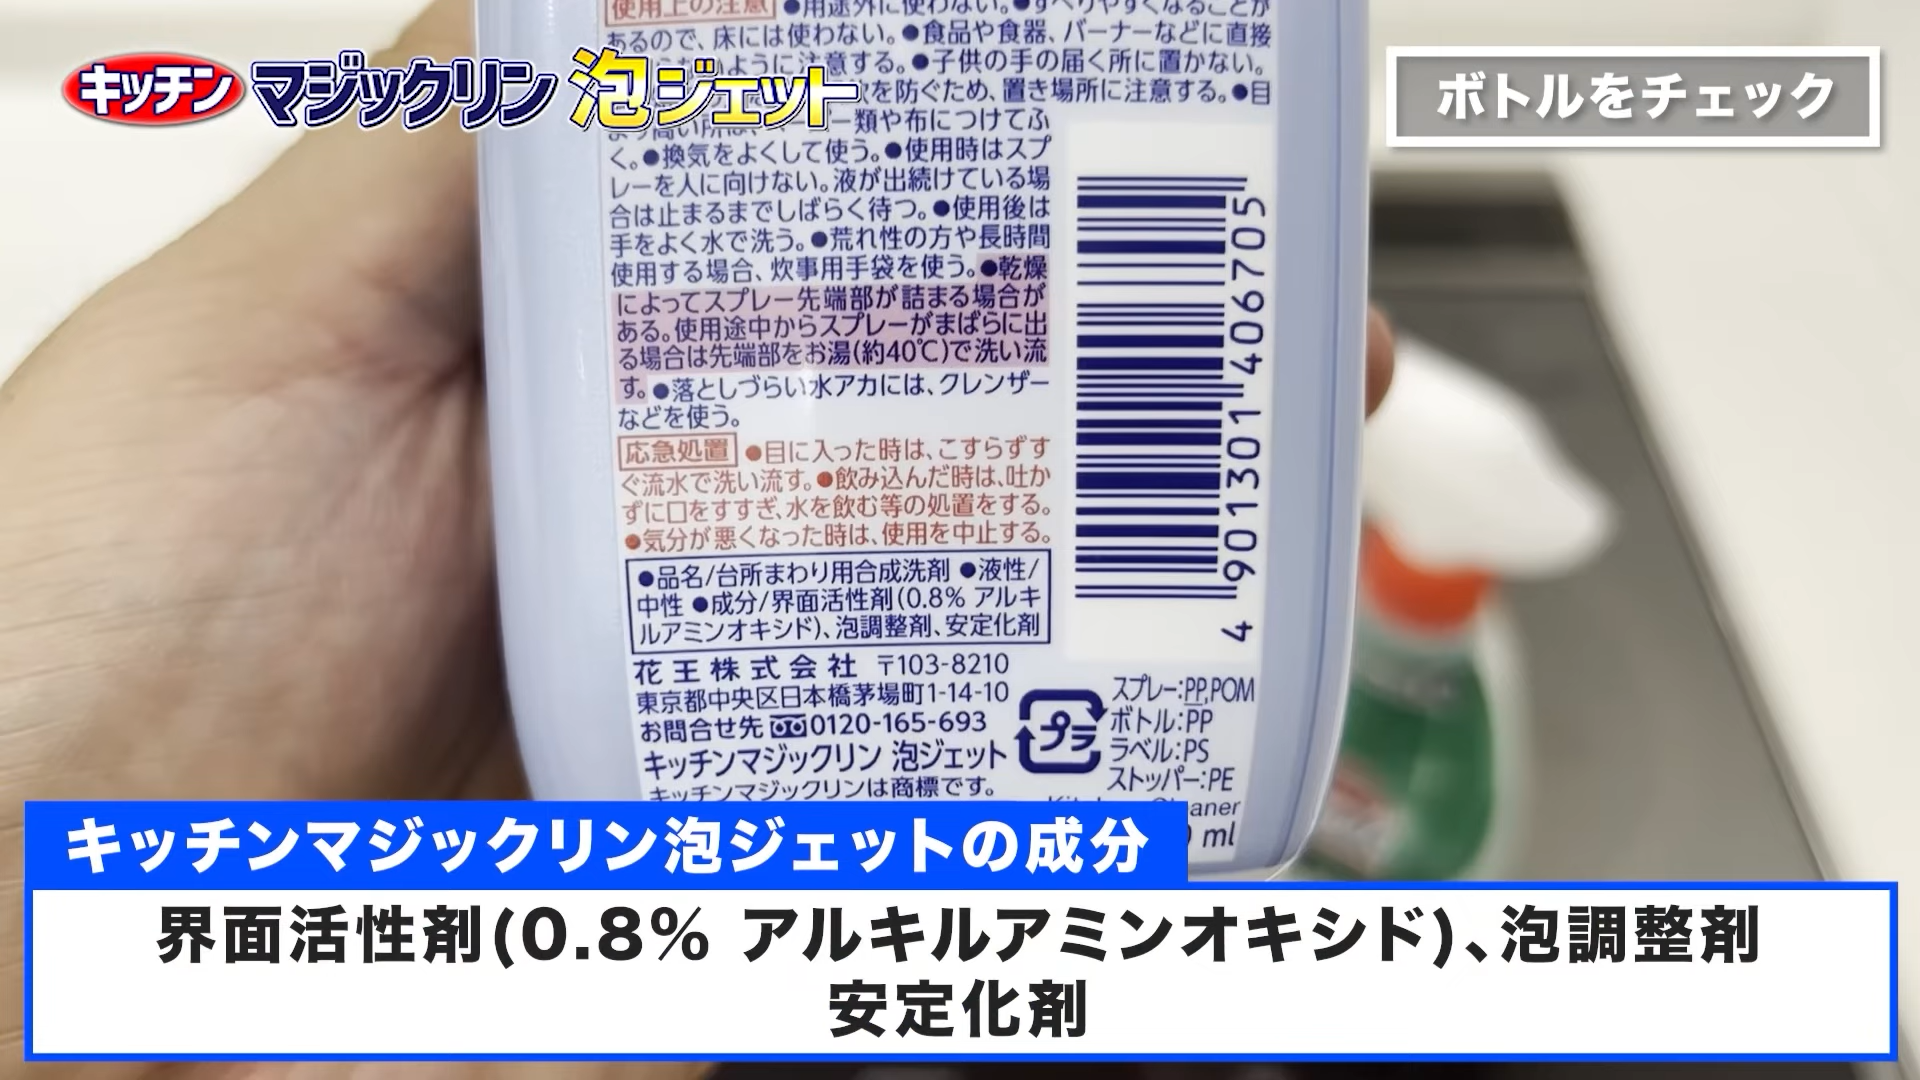 キッチン マジックリン 泡ジェット
ボトルをチェック
使用上の注意 ●用途外に使わない。●すべりやすくなることが
あるので、床には使わない。●食品や食器、バーナーなどに直接
ように注意する。●子供の手の届く所に置かない。
を防ぐため、置き場所に注意する。●目
より高い所は、 類や布につけてふ
く。●換気をよくして使う。●使用時はスプ
レーを人に向けない。液が出続けている場
合は止まるまでしばらく待つ。●使用後は
手をよく水で洗う。●荒れ性の方や長時間
使用する場合、炊事用手袋を使う。●乾燥
によってスプレー先端部が詰まる場合が
ある。使用途中からスプレーがまばらに出
る場合は先端部をお湯(約40℃)で洗い流
す。●落としづらい水アカには、クレンザー
などを使う。
応急処置 ●目に入った時は、こすらずす
ぐ流水で洗い流す。●飲み込んだ時は、吐か
ずに口をすすぎ、水を飲む等の処置をする。
●気分が悪くなった時は、使用を中止する。
●品名/台所まわり用合成洗剤 ●液性/
中性 ●成分/界面活性剤(0.8% アルキ
ルアミンオキシド)、泡調整剤、安定化剤
花王株式会社 〒103-8210
東京都中央区日本橋茅場町1-14-10
お問合せ先 0120-165-693
キッチンマジックリン 泡ジェット
キッチンマジックリンは商標です。
4 901301 406705
プラ
スプレー:PP,POM
ボトル:PP
ラベル:PS
ストッパー:PE
ml
キッチンマジックリン泡ジェットの成分
界面活性剤(0.8% アルキルアミンオキシド)、泡調整剤
安定化剤